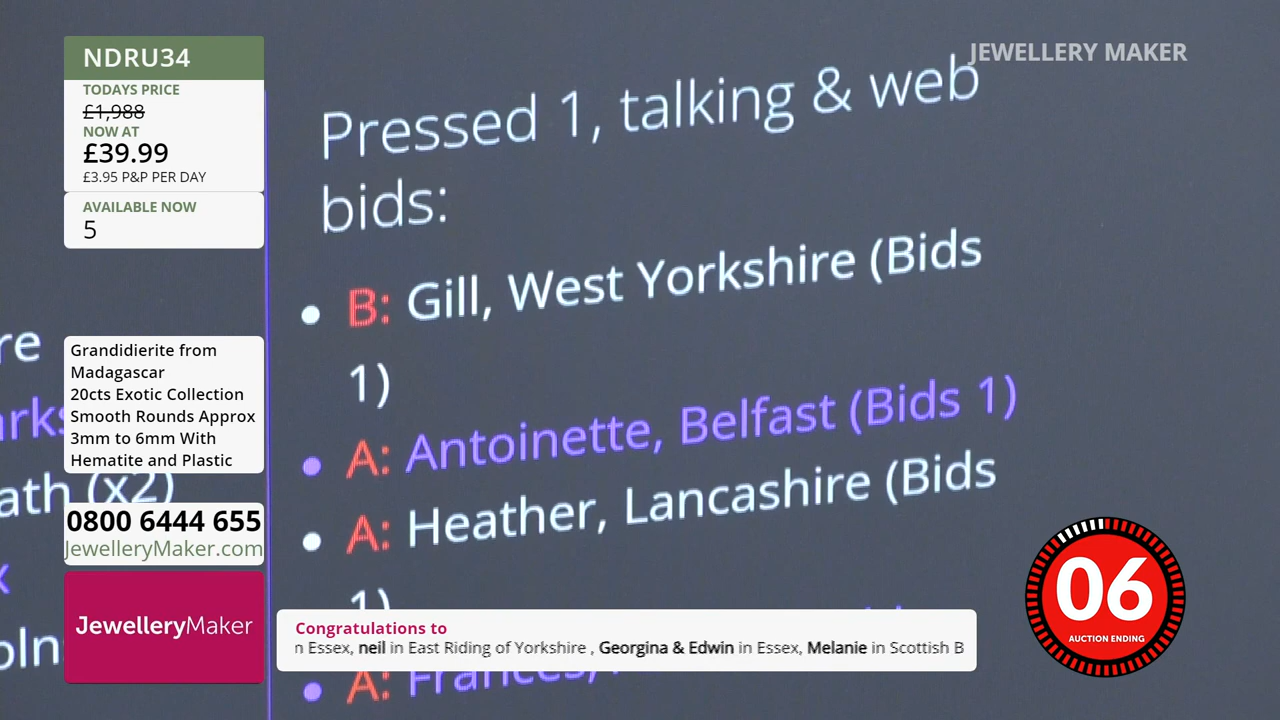 NDRU34
TODAYS PRICE
£1,988
NOW AT
£39.99
£3.95 P&P PER DAY
AVAILABLE NOW
5
Grandidierite from
Madagascar
20cts Exotic Collection
Smooth Rounds Approx
3mm to 6mm With
Hematite and Plastic
0800 6444 655
JewelleryMaker.com
JewelleryMaker
JEWELLERY MAKER
Pressed 1, talking & web
bids:
• B: Gill, West Yorkshire (Bids
1)
• A: Antoinette, Belfast (Bids 1)
• A: Heather, Lancashire (Bids
1)
• A: Frances,
(x2)
Congratulations to
n Essex, neil in East Riding of Yorkshire , Georgina & Edwin in Essex, Melanie in Scottish B
06
AUCTION ENDING